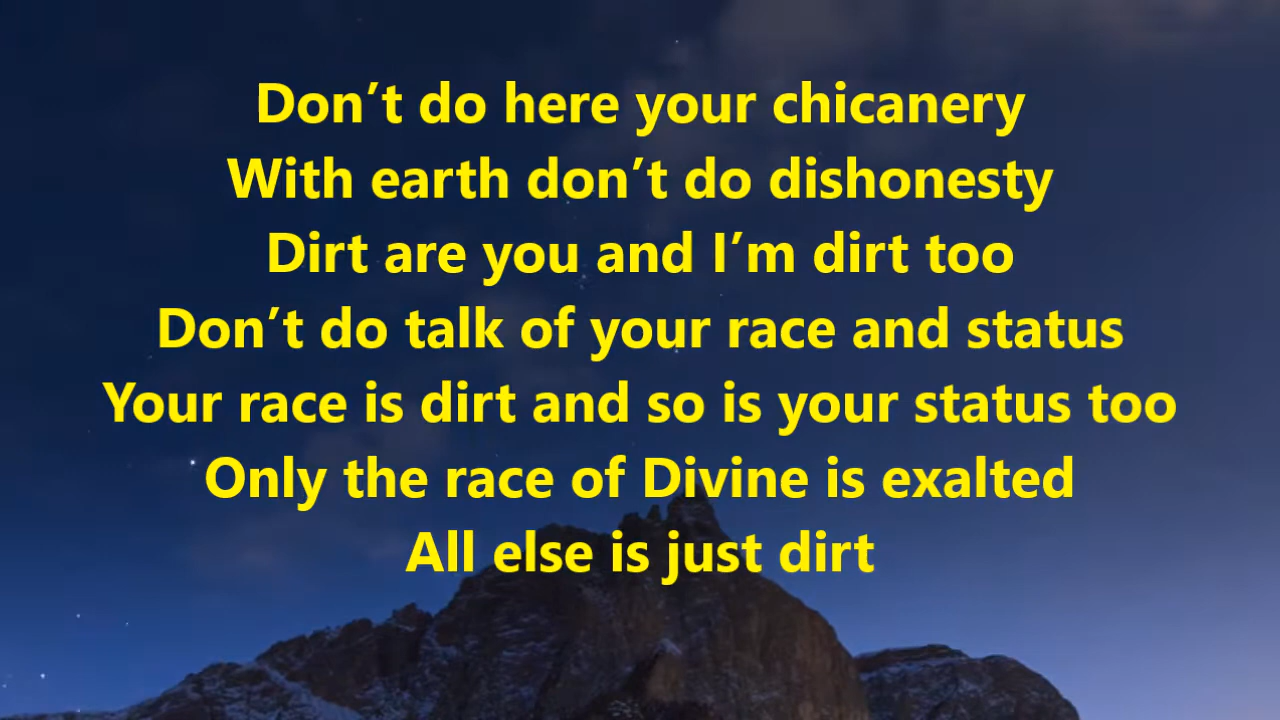 Don’t do here your chicanery
With earth don’t do dishonesty
Dirt are you and I’m dirt too
Don’t do talk of your race and status
Your race is dirt and so is your status too
Only the race of Divine is exalted
All else is just dirt